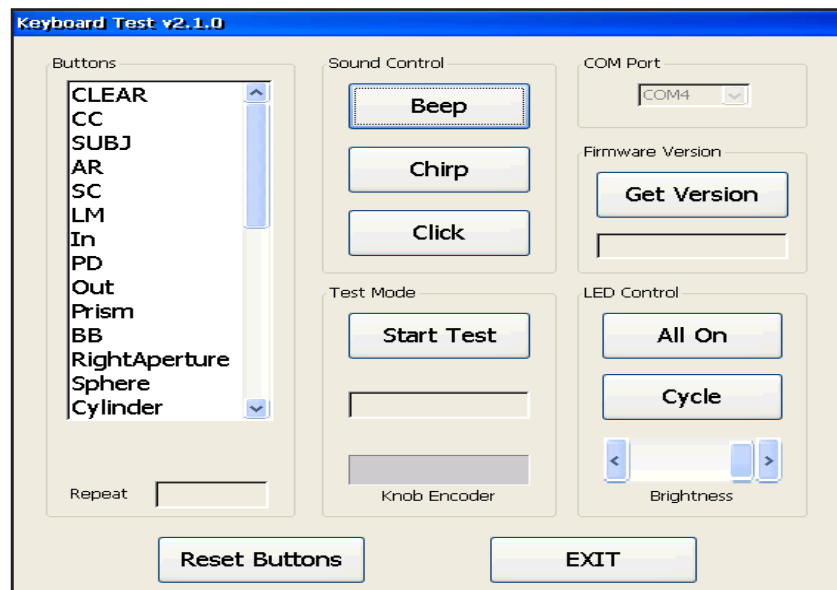 Keyboard Test v2.1.0
Buttons
CLEAR
CC
SUBJ
AR
SC
LM
In
PD
Out
Prism
BB
RightAperture
Sphere
Cylinder
Repeat
Sound Control
Beep
Chirp
Click
Test Mode
Start Test
Knob Encoder
COM Port
COM4
Firmware Version
Get Version
LED Control
All On
Cycle
Brightness
Reset Buttons
EXIT